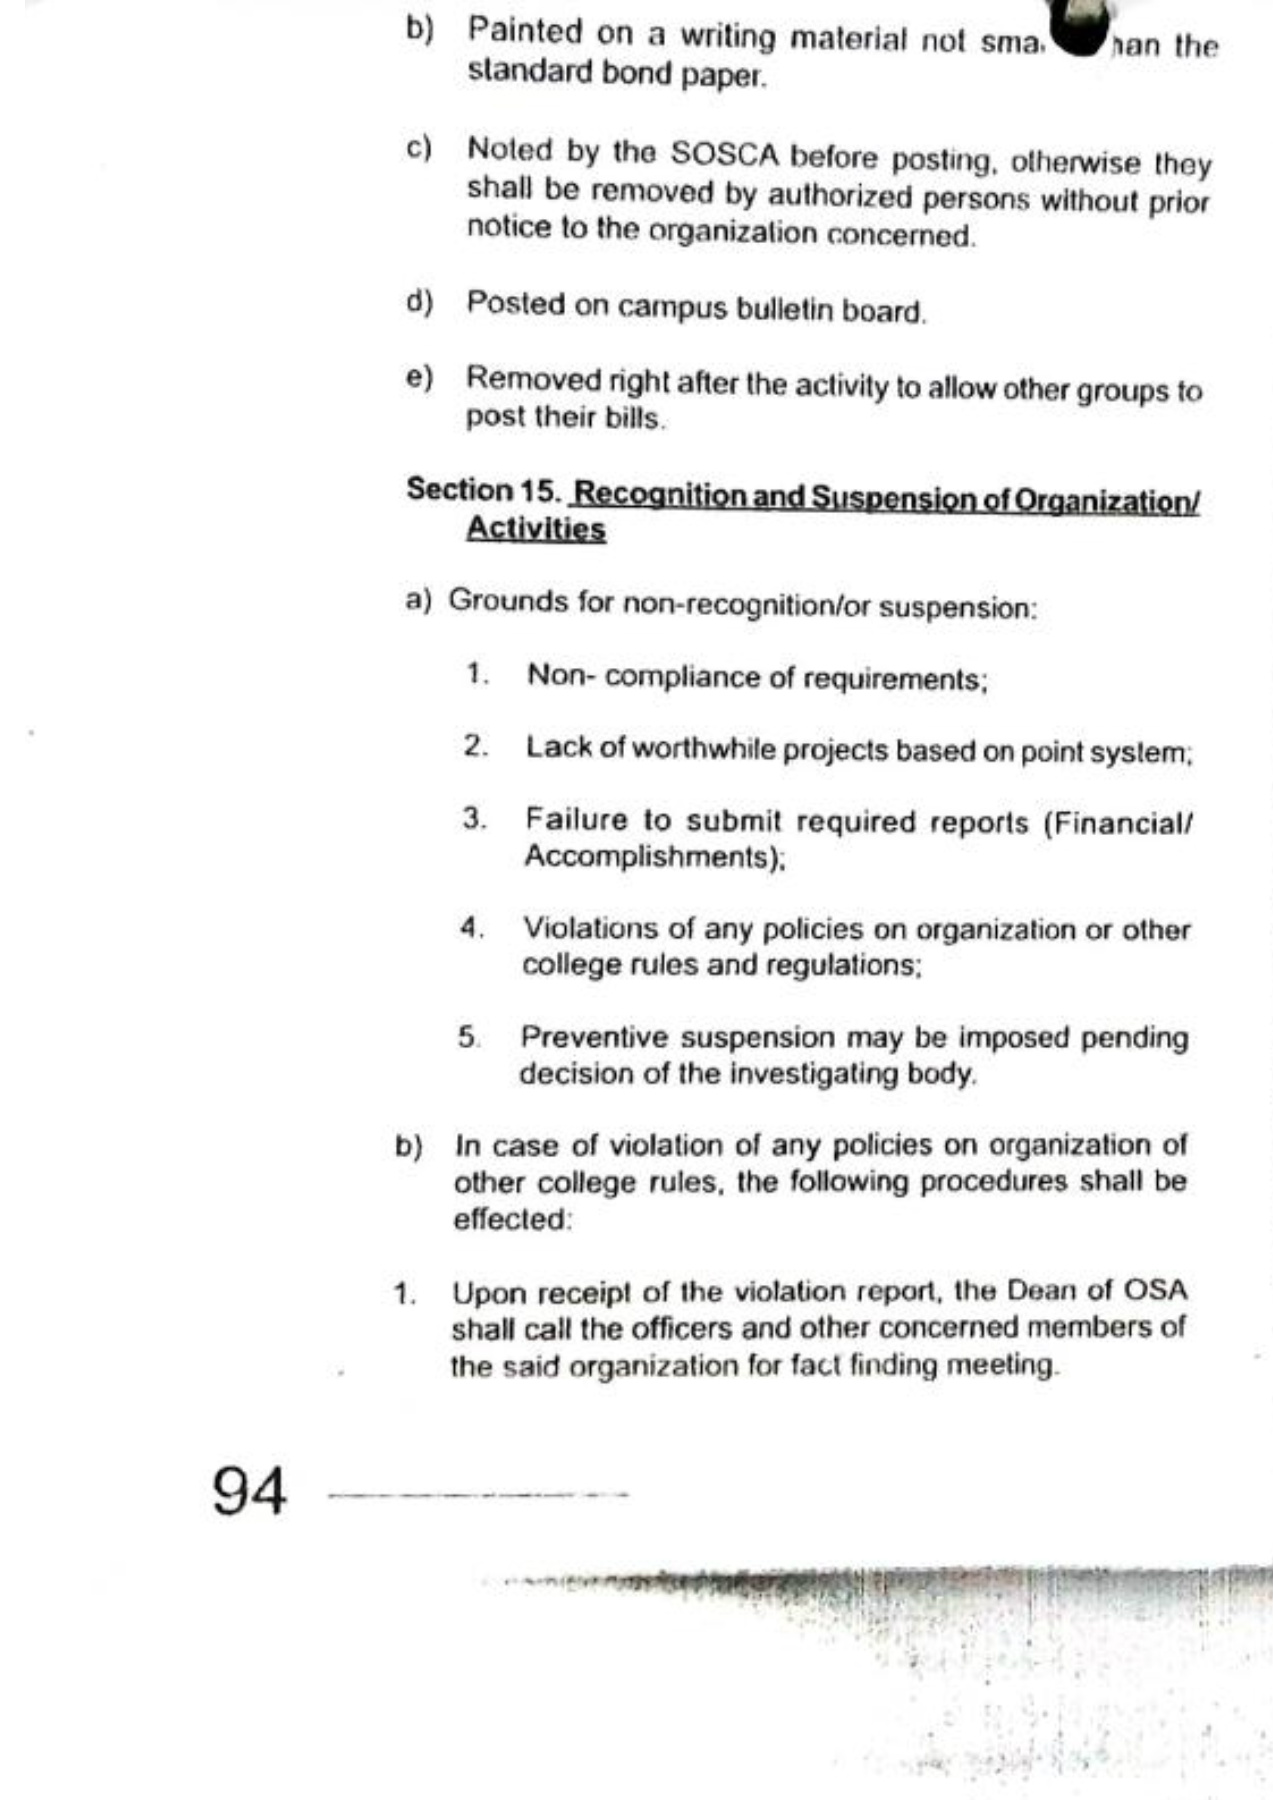 b) Painted on a writing material not the
standard bond paper.
c) Noted by the SOSCA before posting, otherwise they
shall be removed by authorized persons without prior
notice to the organization concerned.
d) Posted on campus bulletin board.
e) Removed right after the activity to allow other groups to
post their bills.
Section 15. Recognition and Suspension of Organization/
Activities
a) Grounds for non-recognition/or suspension:
1. Non- compliance of requirements;
2. Lack of worthwhile projects based on point system;
3. Failure to submit required reports (Financial/
Accomplishments);
4. Violations of any policies on organization or other
college rules and regulations;
5. Preventive suspension may be imposed pending
decision of the investigating body.
b) In case of violation of any policies on organization of
other college rules, the following procedures shall be
effected:
1. Upon receipt of the violation report, the Dean of OSA
shall call the officers and other concerned members of
the said organization for fact finding meeting.
94